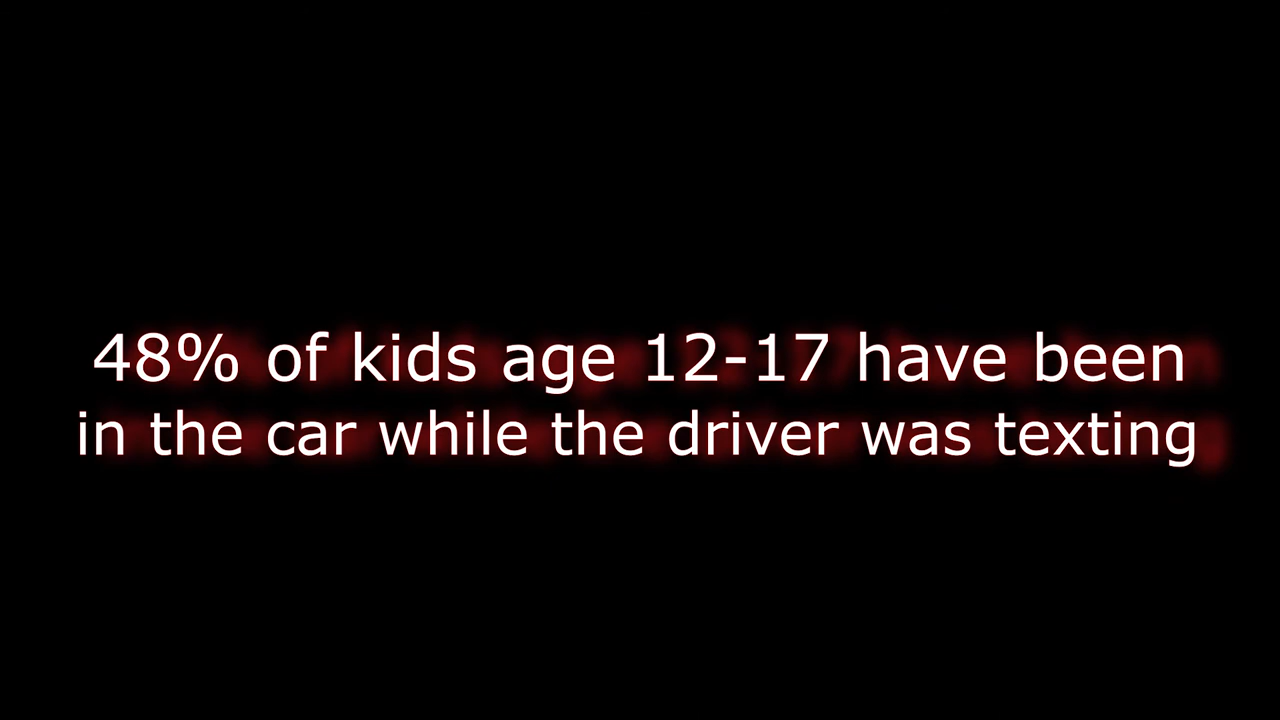 48% of kids age 12-17 have been
in the car while the driver was texting